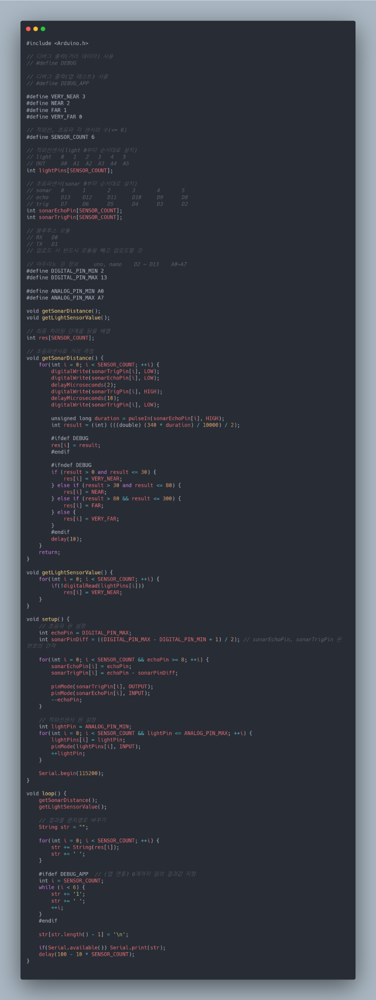 #include <Arduino.h>
// 디버그 출력(거리 데이터) 사용
// #define DEBUG
// 디버그 출력(앱 테스트) 사용
// #define DEBUG_APP
#define VERY_NEAR 3
#define NEAR 2
#define FAR 1
#define VERY_FAR 0
// 적외선, 초음파 각 센서의 수(<= 6)
#define SENSOR_COUNT 6
// 적외선센서(light 0부터 순서대로 설치)
// light   0   1   2   3   4   5
// OUT     A0  A1  A2  A3  A4  A5
int lightPins[SENSOR_COUNT];
// 초음파센서(sonar 0부터 순서대로 설치)
// sonar   0      1       2       3       4       5
// echo    D13    D12     D11     D10     D9      D8
// trig    D7     D6      D5      D4      D3      D2
int sonarEchoPin[SENSOR_COUNT];
int sonarTrigPin[SENSOR_COUNT];
// 블루투스 모듈
// RX   D0
// TX   D1
// 업로드 시 반드시 모듈을 빼고 업로드할 것
// 아두이노 핀 정보     uno, nano    D2 ~ D13    A0~A7
#define DIGITAL_PIN_MIN 2
#define DIGITAL_PIN_MAX 13
#define ANALOG_PIN_MIN A0
#define ANALOG_PIN_MAX A7
void getSonarDistance();
void getLightSensorValue();
// 최종 처리된 단계를 담을 배열
int res[SENSOR_COUNT];
// 초음파센서로 거리 측정
void getSonarDistance() {
    for(int i = 0; i < SENSOR_COUNT; ++i) {
        digitalWrite(sonarTrigPin[i], LOW);
        digitalWrite(sonarEchoPin[i], LOW);
        delayMicroseconds(2);
        digitalWrite(sonarTrigPin[i], HIGH);
        delayMicroseconds(10);
        digitalWrite(sonarTrigPin[i], LOW);
        unsigned long duration = pulseIn(sonarEchoPin[i], HIGH);
        int result = (int) (((double) (340 * duration) / 10000) / 2);
        #ifdef DEBUG
        res[i] = result;
        #endif
        #ifndef DEBUG
        if (result > 0 and result <= 30) {
            res[i] = VERY_NEAR;
        } else if (result > 30 and result <= 80) {
            res[i] = NEAR;
        } else if (result > 80 && result <= 300) {
            res[i] = FAR;
        } else {
            res[i] = VERY_FAR;
        }
        #endif
        delay(10);
    }
    return;
}
void getLightSensorValue() {
    for(int i = 0; i < SENSOR_COUNT; ++i) {
        if(!digitalRead(lightPins[i]))
            res[i] = VERY_NEAR;
    }
}
void setup() {
    // 초음파 핀 설정
    int echoPin = DIGITAL_PIN_MAX;
    int sonarPinDiff = ((DIGITAL_PIN_MAX - DIGITAL_PIN_MIN + 1) / 2); // sonarEchoPin, sonarTrigPin 핀
번호의 간격
    for(int i = 0; i < SENSOR_COUNT && echoPin >= 8; ++i) {
        sonarEchoPin[i] = echoPin;
        sonarTrigPin[i] = echoPin - sonarPinDiff;
        pinMode(sonarTrigPin[i], OUTPUT);
        pinMode(sonarEchoPin[i], INPUT);
        --echoPin;
    }
    // 적외선센서 핀 설정
    int lightPin = ANALOG_PIN_MIN;
    for(int i = 0; i < SENSOR_COUNT && lightPin <= ANALOG_PIN_MAX; ++i) {
        lightPins[i] = lightPin;
        pinMode(lightPins[i], INPUT);
        ++lightPin;
    }
    Serial.begin(115200);
}
void loop() {
    getSonarDistance();
    getLightSensorValue();
    // 결과를 문자열로 바꾸기
    String str = "";
    for(int i = 0; i < SENSOR_COUNT; ++i) {
        str += String(res[i]);
        str += ' ';
    }
    #ifdef DEBUG_APP  // (앱 연동) 6개까지 임의 결과값 지정
    int i = SENSOR_COUNT;
    while (i < 6) {
        str += '1';
        str += ' ';
        ++i;
    }
    #endif
    str[str.length() - 1] = '\n';
    if(Serial.available()) Serial.print(str);
    delay(100 - 10 * SENSOR_COUNT);
}